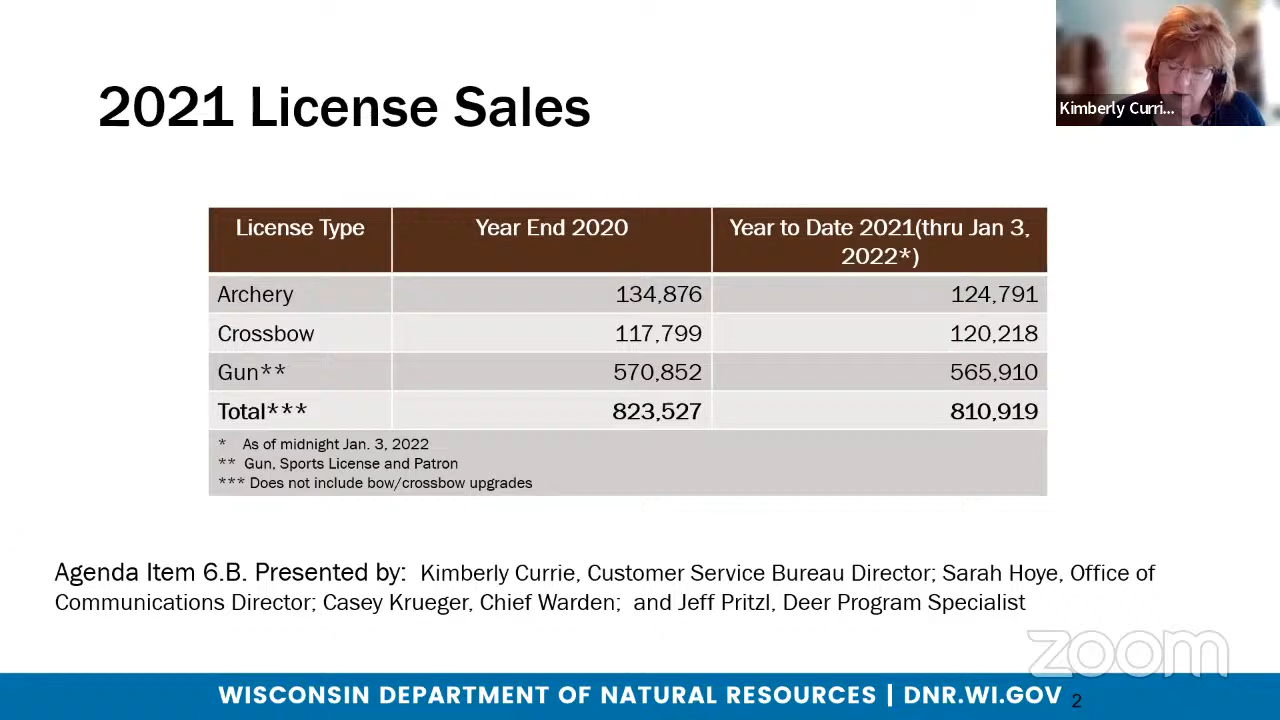 2021 License Sales
Kimberly Curri...
License Type
Year End 2020
Year to Date 2021(thru Jan 3,
2022*)
Archery 134,876 124,791
Crossbow 117,799 120,218
Gun** 570,852 565,910
Total*** 823,527 810,919
* As of midnight Jan. 3, 2022
** Gun, Sports License and Patron
*** Does not include bow/crossbow upgrades
Agenda Item 6.B. Presented by: Kimberly Currie, Customer Service Bureau Director; Sarah Hoye, Office of
Communications Director; Casey Krueger, Chief Warden; and Jeff Pritzl, Deer Program Specialist
zoom
WISCONSIN DEPARTMENT OF NATURAL RESOURCES | DNR.WI.GOV 2